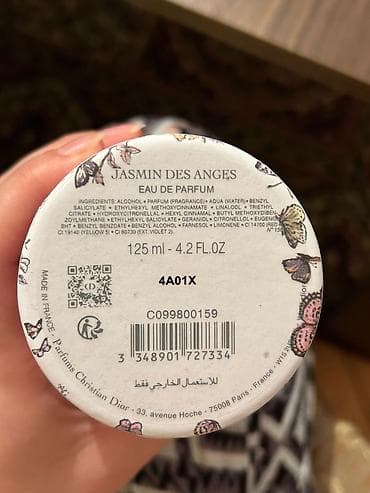 JASMIN DES ANGES
EAU DE PARFUM
INGREDIENTS: ALCOHOL • PARFUM (FRAGRANCE) • AQUA (WATER) • BENZYL
SALICYLATE • ETHYLHEXYL METHOXYCINNAMATE • LINALOOL • TRIETHYL
CITRATE • HYDROXYCITRONELLAL • HEXYL CINNAMAL • BUTYL METHOXYDIBEN-
ZOYLMETHANE • ETHYLHEXYL SALICYLATE • GERANIOL • CITRONELLOL • EUGENOL
BHT • BENZYL BENZOATE • BENZYL ALCOHOL • FARNESOL • LIMONENE • CI 14700 (RED
CI 19140 (YELLOW 5) • CI 60730 (EXT. VIOLET 2).
125 ml - 4.2 FL.OZ
4A01X
C099800159
3 348901 727334
للاستعمال الخارجي فقط
MADE IN FRANCE
Parfums Christian Dior - 33, avenue Hoche - 75008 Paris - France -